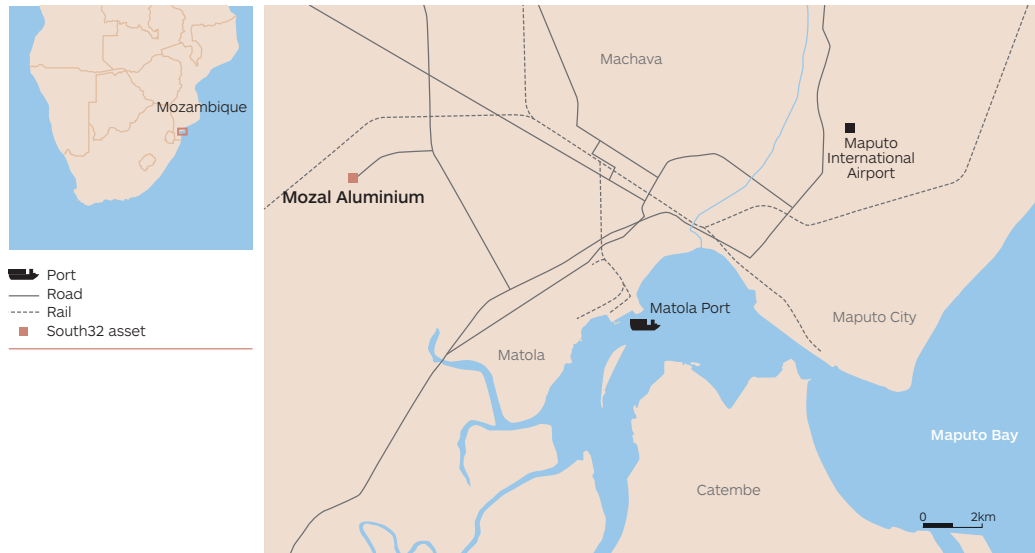 Mozambique
Port
Road
Rail
South32 asset
Machava
Maputo
International
Airport
Mozal Aluminium
Matola Port
Maputo City
Matola
Maputo Bay
Catembe
0 2km